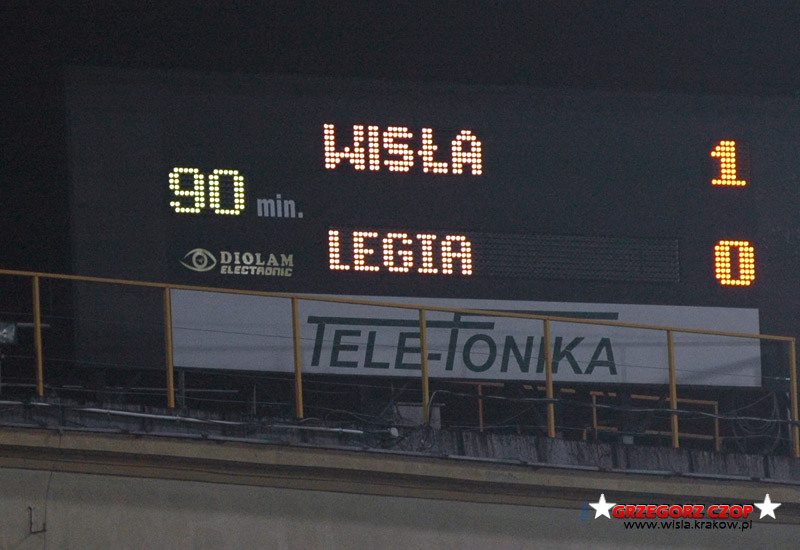 WISŁA 1
90 min.
LEGIA 0
DIOLAM
ELECTRONIC
TELE-FONIKA
GRZEGORZ CZOP
www.wisla.krakow.pl